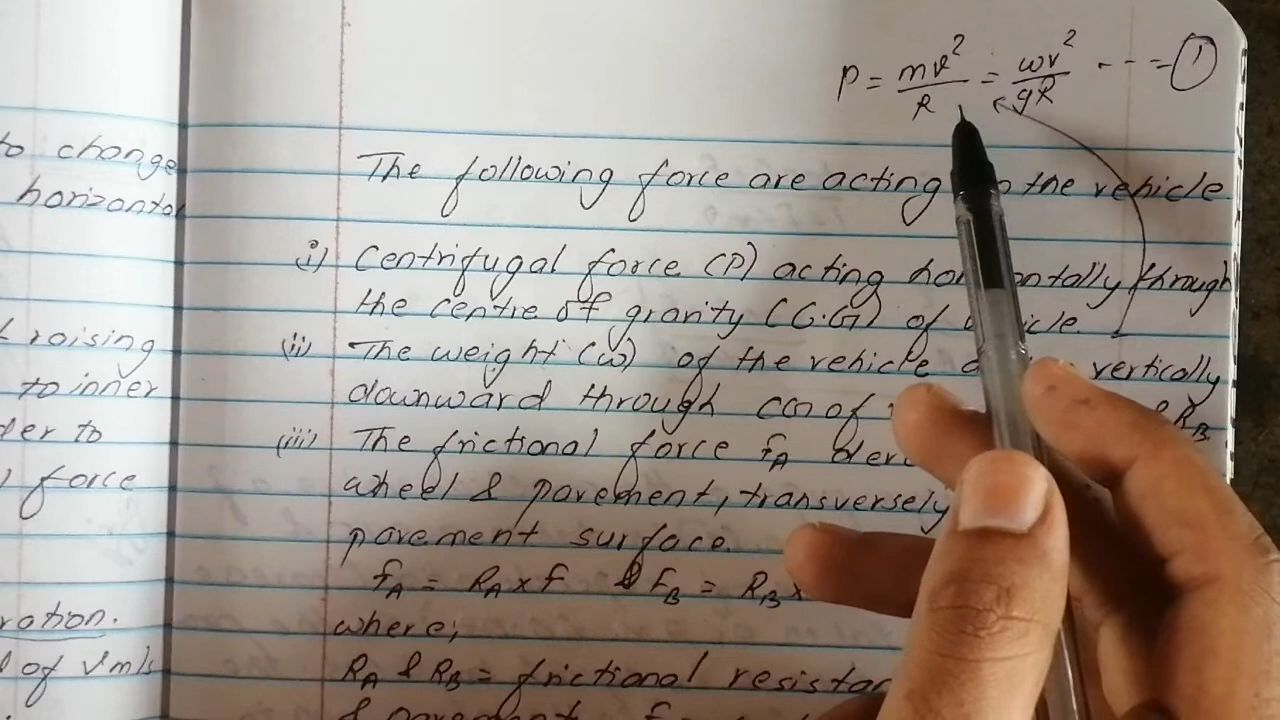 to change
horizontal
raising
to inner
der to
force
ration.
of Vm/s
P = mv²/R = wv²/gR ---- ①
The following force are acting the vehicle
i) Centrifugal force (P) acting horizontally through
the centre of gravity (C.G) of vehicle.
(ii) The weight (w) of the vehicle vertically
downward through CG of RB
(iii) The frictional force fA
wheel & pavement, transversely
pavement surface.
fA = RA x f & FB = RB x
where;
RA & RB = frictional
& pavement